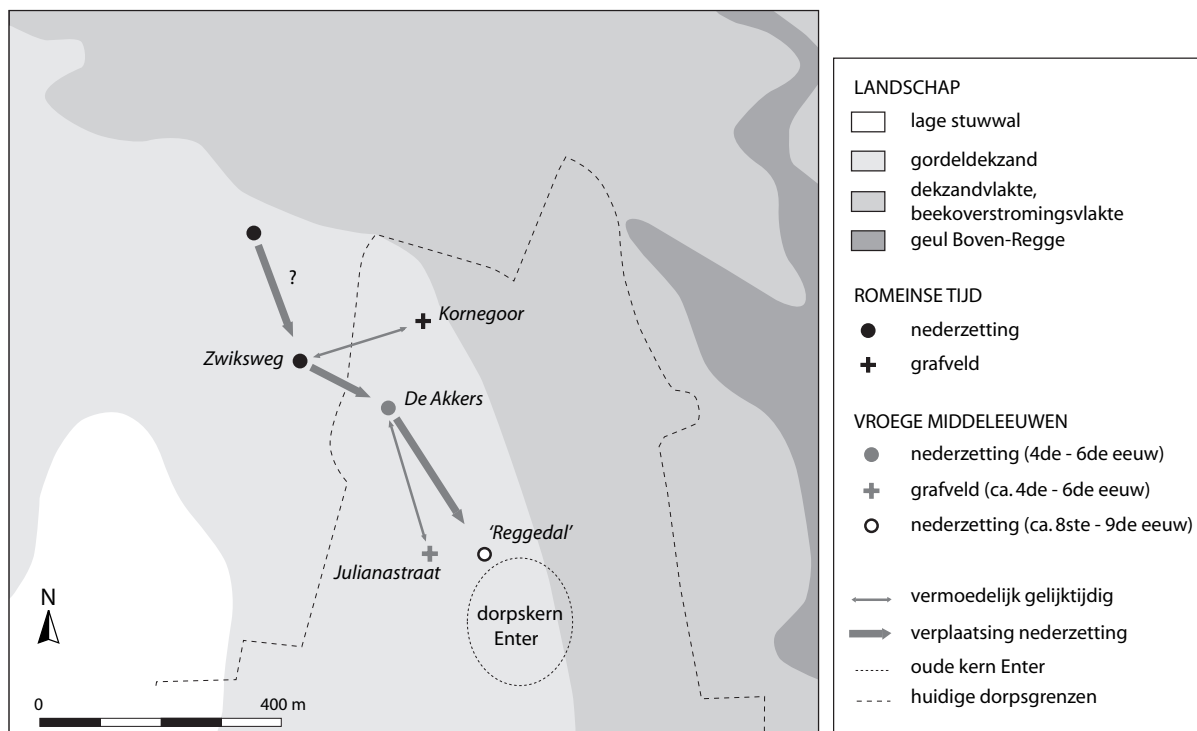 ?
Kornegoor
Zwiksweg
De Akkers
'Reggedal'
Julianastraat
dorpskern
Enter
N
0 400 m
LANDSCHAP
lage stuwwal
gordeldekzand
dekzandvlakte,
beekoverstromingsvlakte
geul Boven-Regge
ROMEINSE TIJD
nederzetting
grafveld
VROEGE MIDDELEEUWEN
nederzetting (4de - 6de eeuw)
grafveld (ca. 4de - 6de eeuw)
nederzetting (ca. 8ste - 9de eeuw)
vermoedelijk gelijktijdig
verplaatsing nederzetting
oude kern Enter
huidige dorpsgrenzen